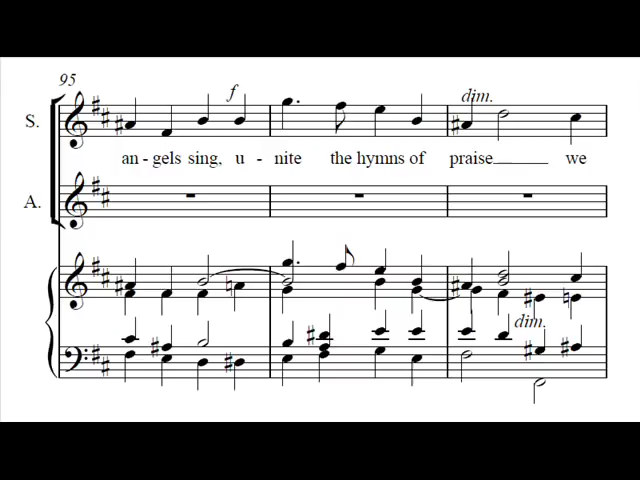 95
f
dim.
S.
an - gels sing, u - nite the hymns of praise we
A.
dim.